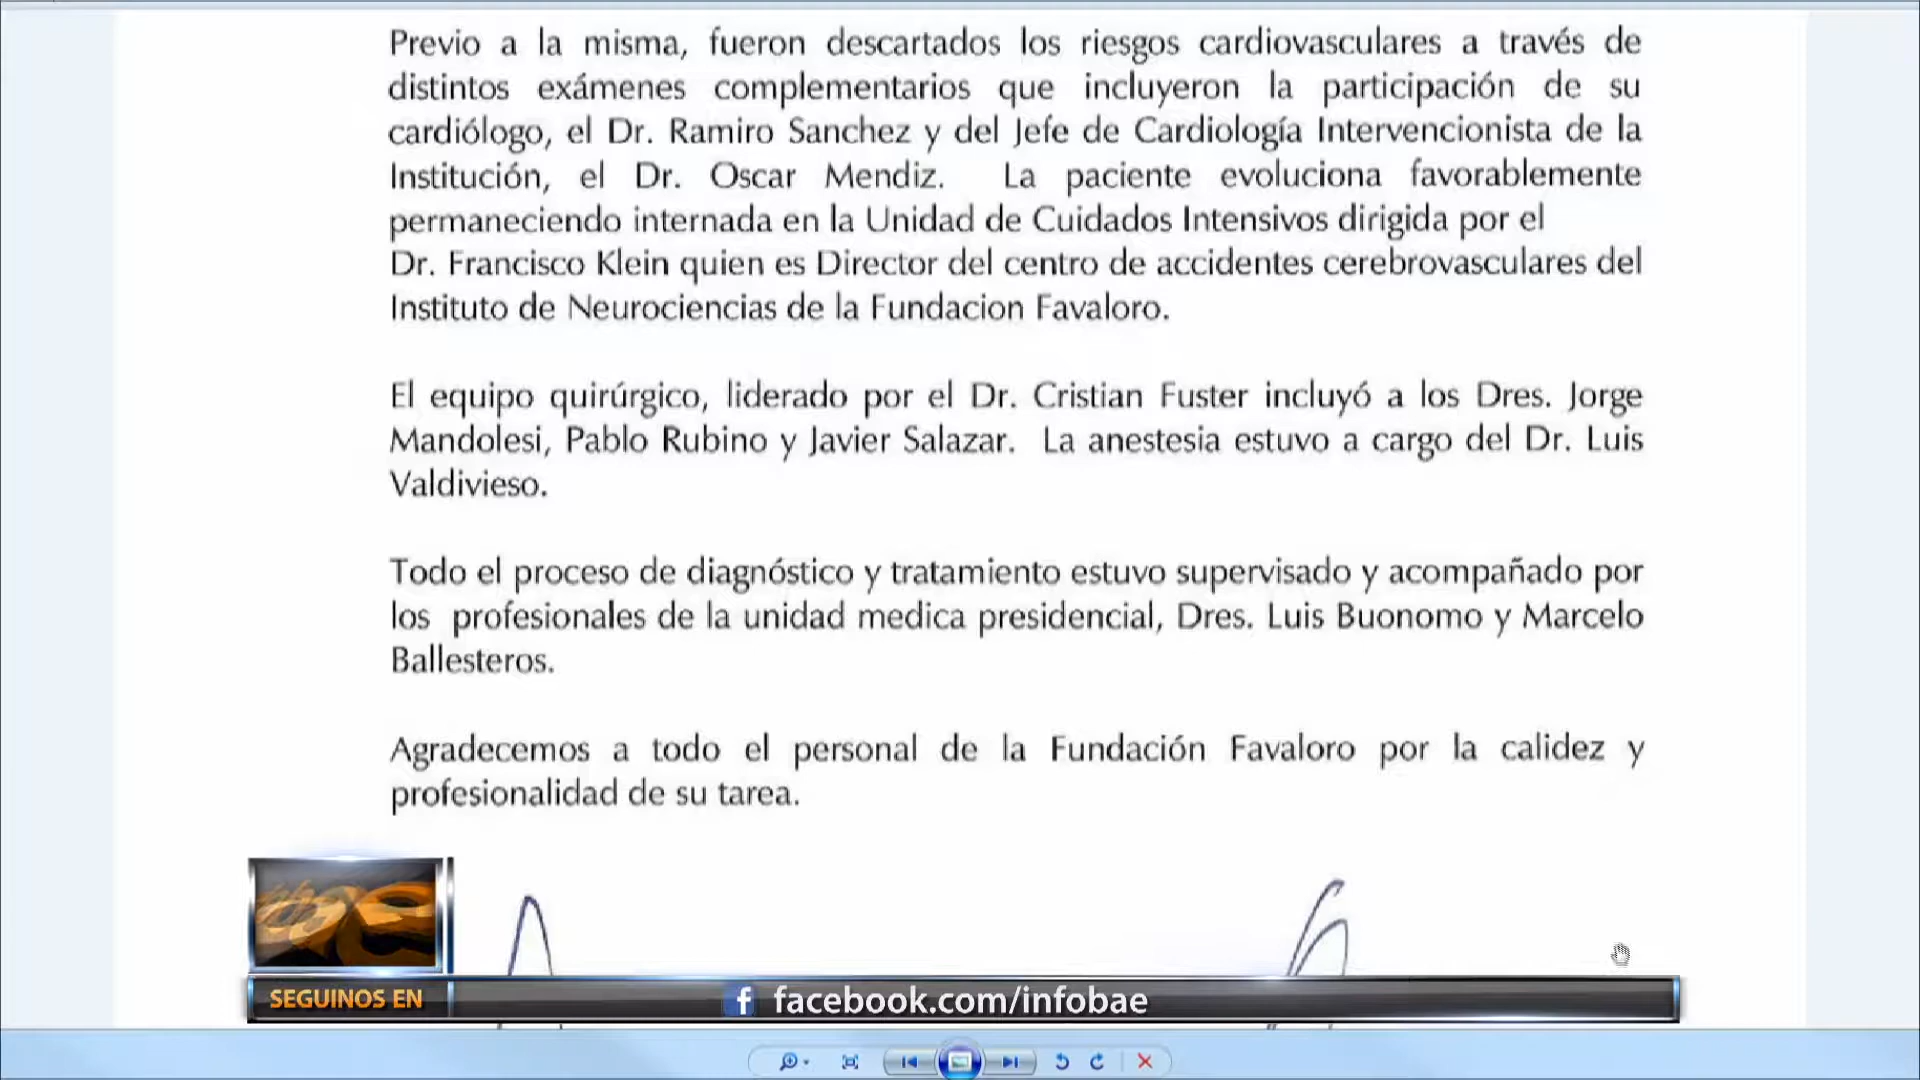 Previo a la misma, fueron descartados los riesgos cardiovasculares a través de
distintos exámenes complementarios que incluyeron la participación de su
cardiólogo, el Dr. Ramiro Sanchez y del Jefe de Cardiología Intervencionista de la
Institución, el Dr. Oscar Mendiz. La paciente evoluciona favorablemente
permaneciendo internada en la Unidad de Cuidados Intensivos dirigida por el
Dr. Francisco Klein quien es Director del centro de accidentes cerebrovasculares del
Instituto de Neurociencias de la Fundacion Favaloro.
El equipo quirúrgico, liderado por el Dr. Cristian Fuster incluyó a los Dres. Jorge
Mandolesi, Pablo Rubino y Javier Salazar. La anestesia estuvo a cargo del Dr. Luis
Valdivieso.
Todo el proceso de diagnóstico y tratamiento estuvo supervisado y acompañado por
los profesionales de la unidad medica presidencial, Dres. Luis Buonomo y Marcelo
Ballesteros.
Agradecemos a todo el personal de la Fundación Favaloro por la calidez y
profesionalidad de su tarea.
SEGUINOS EN
f facebook.com/infobae